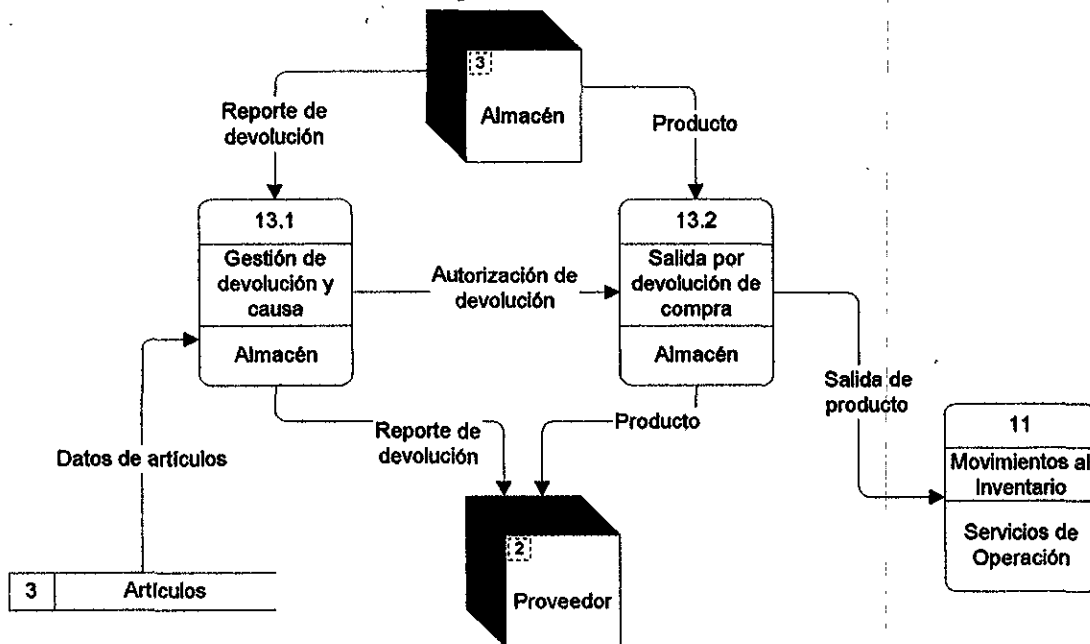 3
Almacén
Reporte de
devolución
Producto
13.1
Gestión de
devolución y
causa
Almacén
Autorización de
devolución
13.2
Salida por
devolución de
compra
Almacén
Salida de
producto
11
Movimientos al
Inventario
Servicios de
Operación
Datos de artículos
Reporte de
devolución
Producto
3
Artículos
2
Proveedor